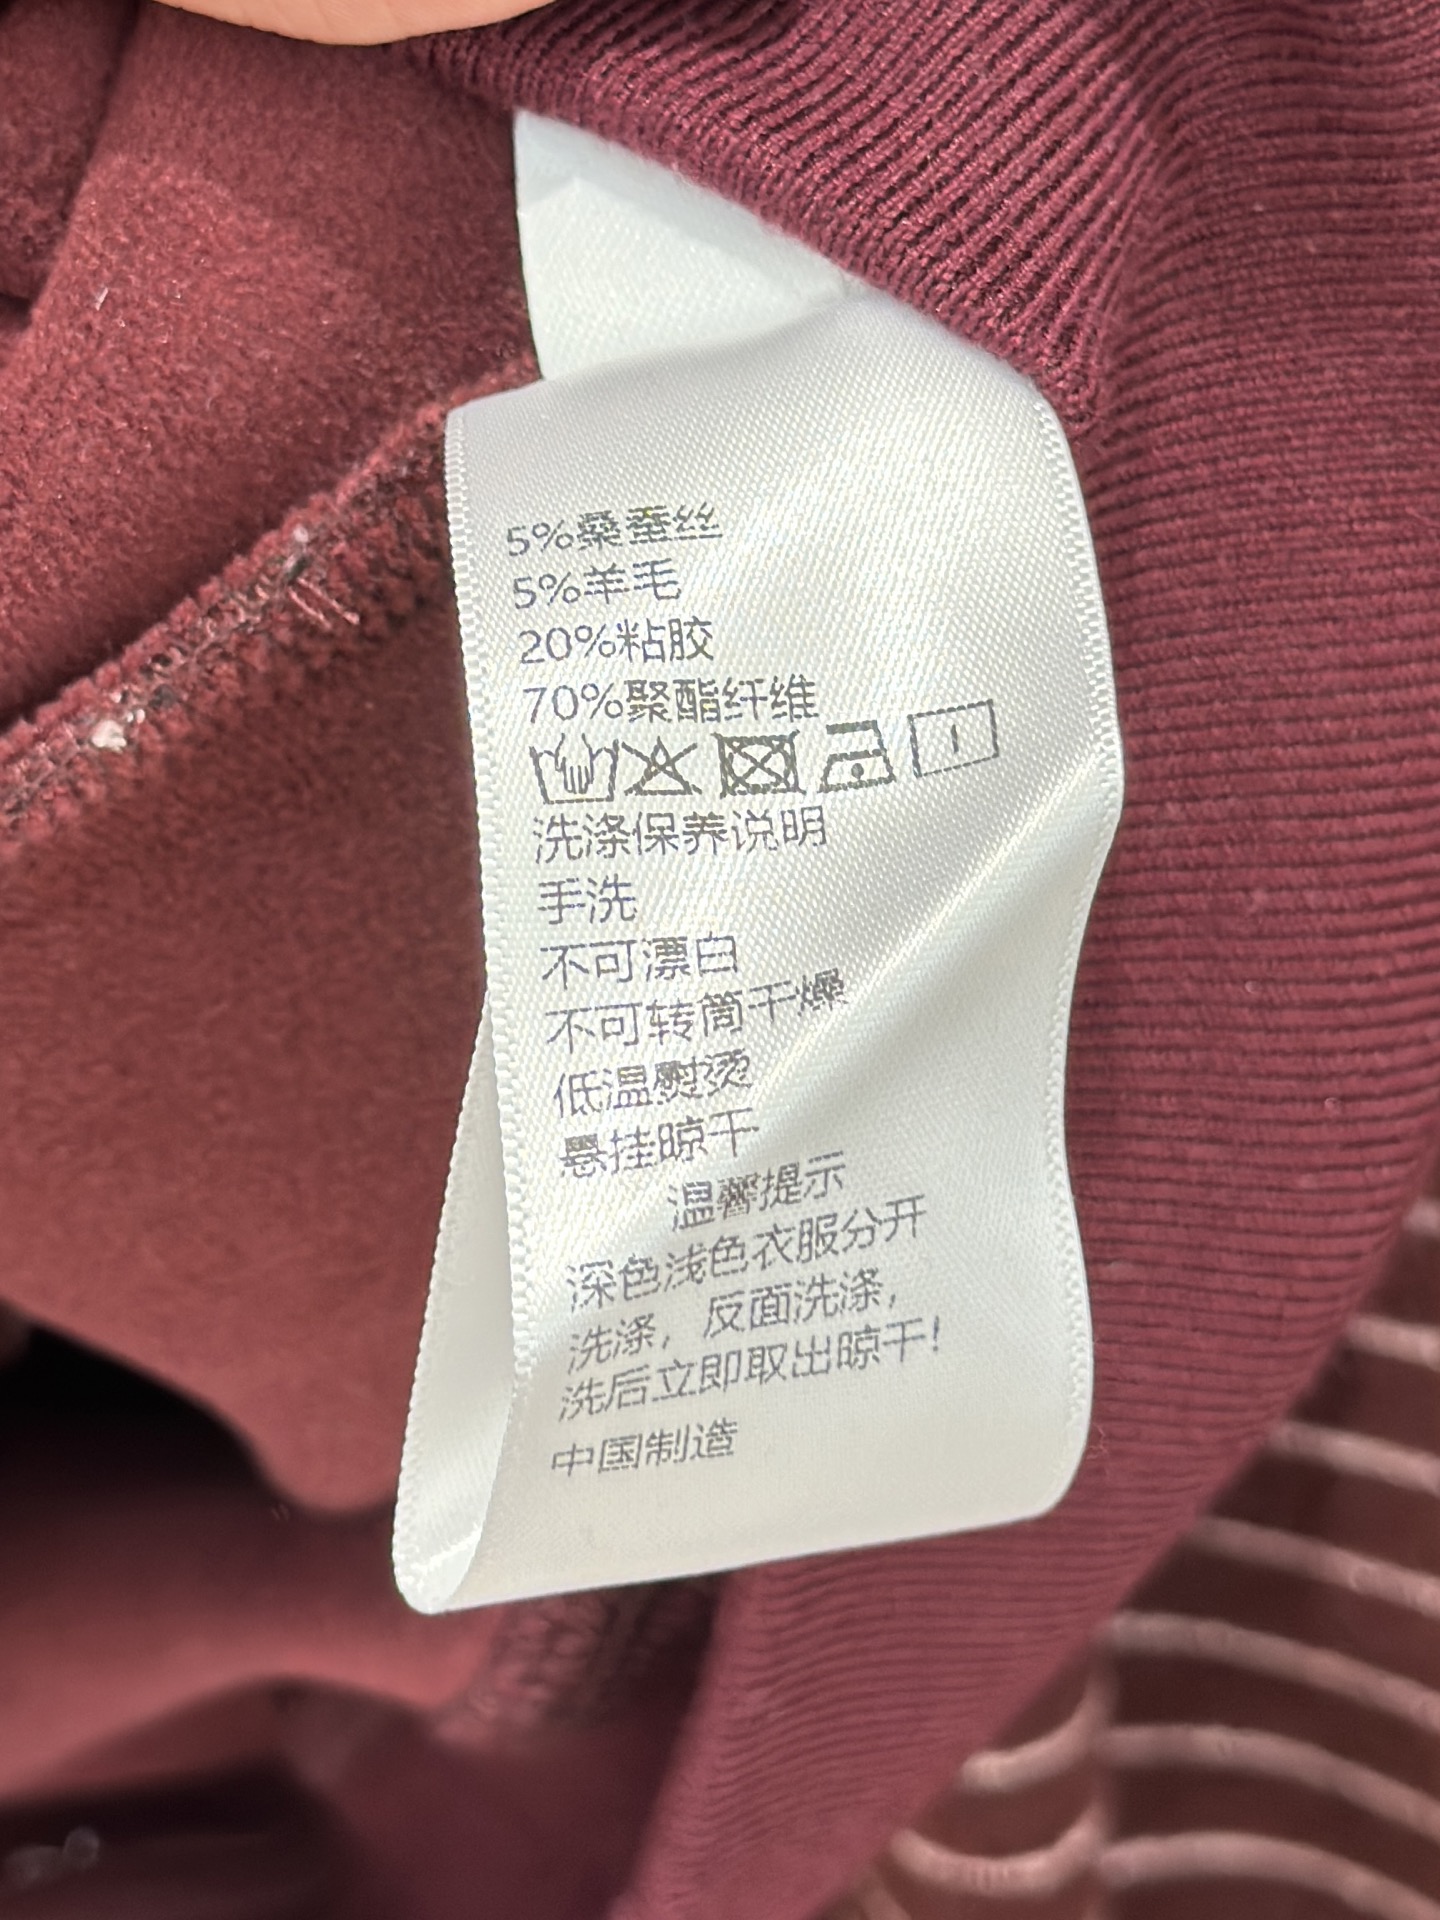 5%桑蚕丝
5%羊毛
20%粘胶
70%聚酯纤维
洗涤保养说明
手洗
不可漂白
不可转筒干燥
低温熨烫
悬挂晾干
温馨提示
深色浅色衣服分开
洗涤，反面洗涤，
洗后立即取出晾干！
中国制造